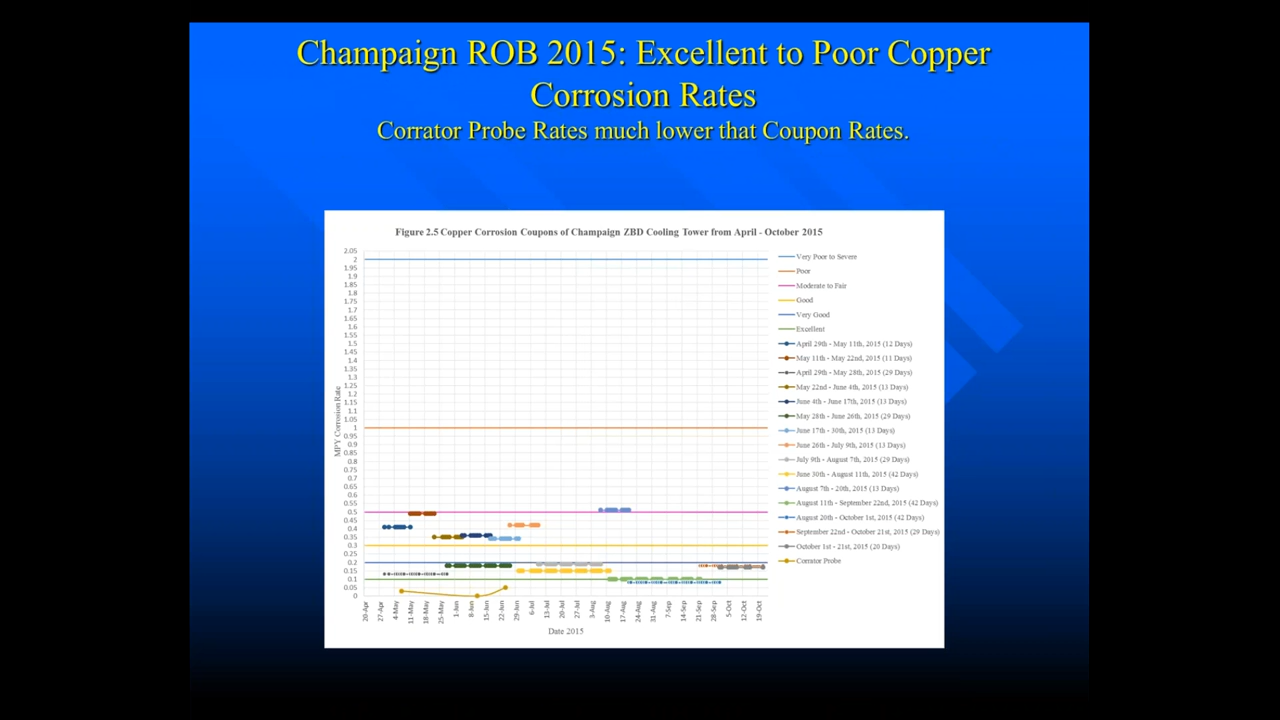 Champaign ROB 2015: Excellent to Poor Copper
Corrosion Rates
Corrator Probe Rates much lower that Coupon Rates.
Figure 2.5 Copper Corrosion Coupons of Champaign ZBD Cooling Tower from April - October 2015
2.05
2
1.95
1.9
1.85
1.8
1.75
1.7
1.65
1.6
1.55
1.5
1.45
1.4
1.35
1.3
1.25
1.2
1.15
1.1
1.05
1
0.95
0.9
0.85
0.8
0.75
0.7
0.65
0.6
0.55
0.5
0.45
0.4
0.35
0.3
0.25
0.2
0.15
0.1
0.05
0
MPY Corrosion Rate
20-Apr
27-Apr
4-May
11-May
18-May
25-May
1-Jun
8-Jun
15-Jun
22-Jun
29-Jun
6-Jul
13-Jul
20-Jul
27-Jul
3-Aug
10-Aug
17-Aug
24-Aug
31-Aug
7-Sep
14-Sep
21-Sep
28-Sep
5-Oct
12-Oct
19-Oct
Date 2015
Very Poor to Severe
Poor
Moderate to Fair
Good
Very Good
Excellent
April 29th - May 11th, 2015 (12 Days)
May 11th - May 22nd, 2015 (11 Days)
April 29th - May 28th, 2015 (29 Days)
May 22nd - June 4th, 2015 (13 Days)
June 4th - June 17th, 2015 (13 Days)
May 28th - June 26th, 2015 (29 Days)
June 17th - 30th, 2015 (13 Days)
June 26th - July 9th, 2015 (13 Days)
July 9th - August 7th, 2015 (29 Days)
June 30th - August 11th, 2015 (42 Days)
August 7th - 20th, 2015 (13 Days)
August 11th - September 22nd, 2015 (42 Days)
August 20th - October 1st, 2015 (42 Days)
September 22nd - October 21st, 2015 (29 Days)
October 1st - 21st, 2015 (20 Days)
Corrator Probe